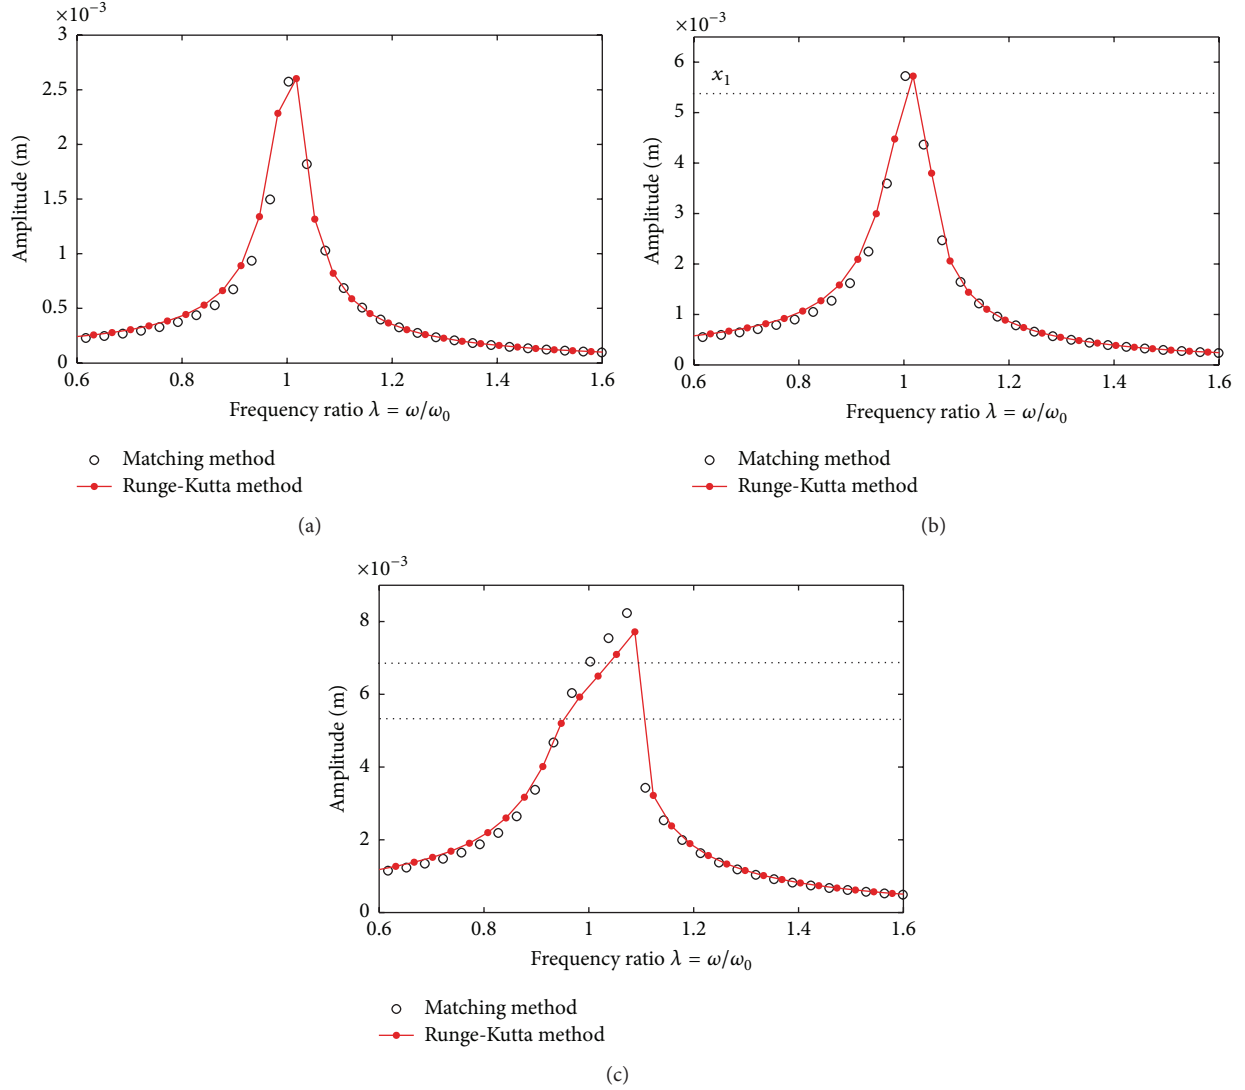 ×10−3
3
2.5
2
1.5
1
0.5
0
Amplitude (m)
0.6 0.8 1 1.2 1.4 1.6
Frequency ratio λ = ω/ω0
Matching method
Runge-Kutta method
(a)
×10−3
6
5
4
3
2
1
0
x1
Amplitude (m)
0.6 0.8 1 1.2 1.4 1.6
Frequency ratio λ = ω/ω0
Matching method
Runge-Kutta method
(b)
×10−3
8
6
4
2
0
Amplitude (m)
0.6 0.8 1 1.2 1.4 1.6
Frequency ratio λ = ω/ω0
Matching method
Runge-Kutta method
(c)